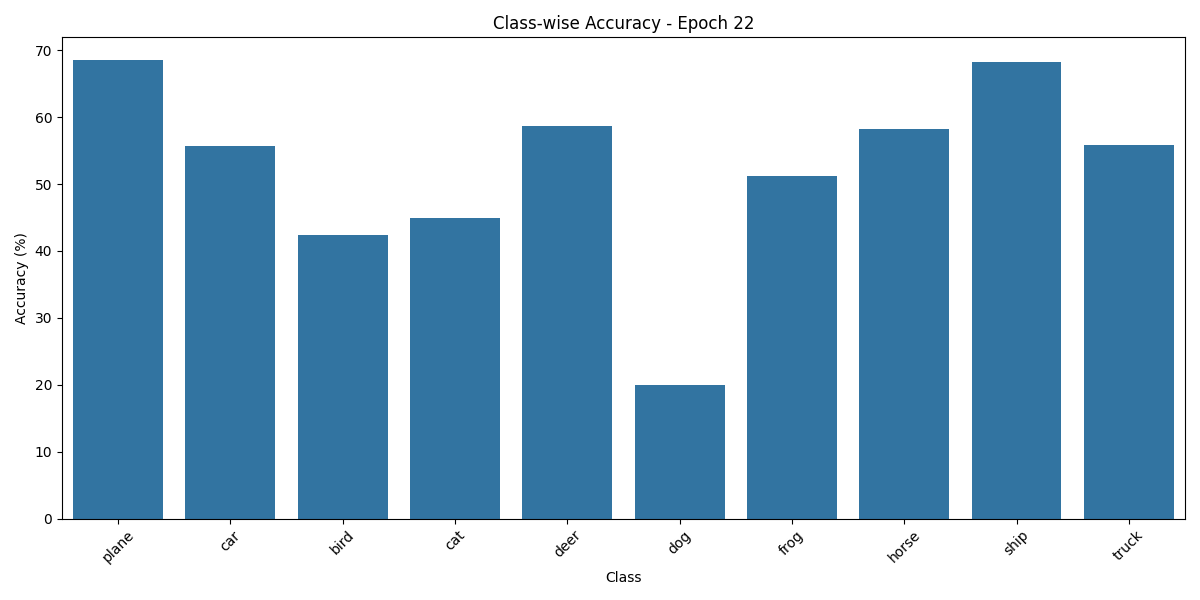 Class-wise Accuracy - Epoch 22
Accuracy (%)
70
60
50
40
30
20
10
0
plane
car
bird
cat
deer
dog
frog
horse
ship
truck
Class